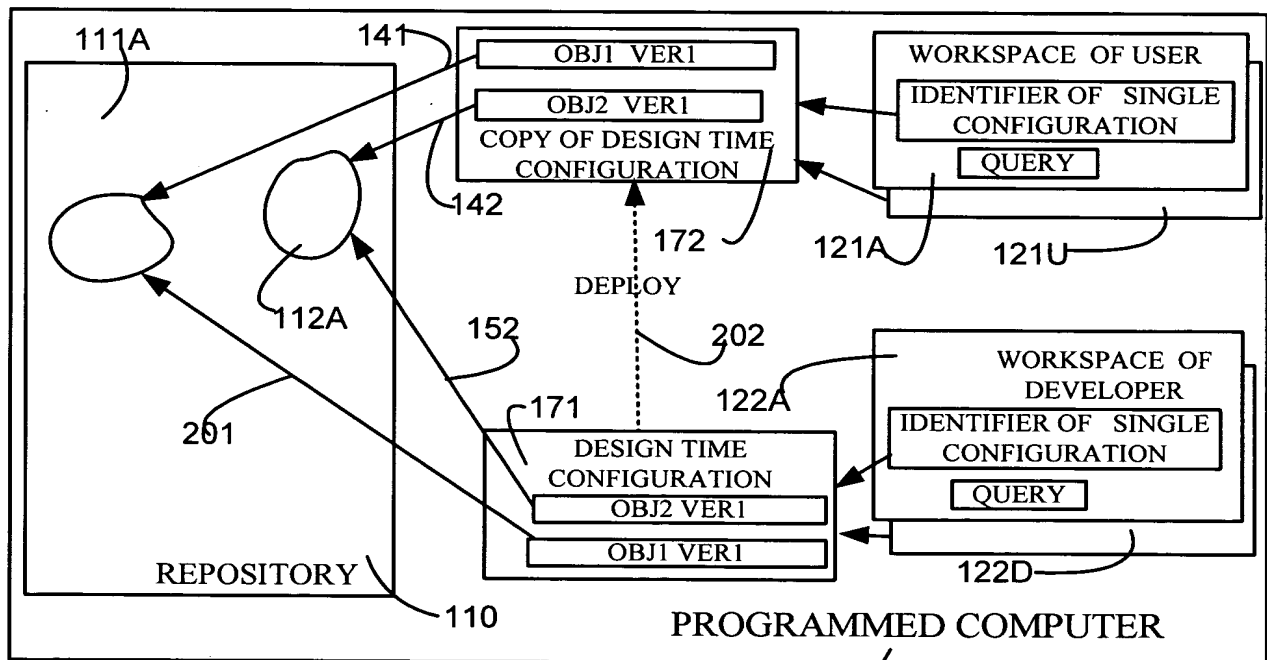 111A
141
OBJ1 VER1
OBJ2 VER1
COPY OF DESIGN TIME
CONFIGURATION
142
172
WORKSPACE OF USER
IDENTIFIER OF SINGLE
CONFIGURATION
QUERY
121A
121U
112A
DEPLOY
202
152
201
171
DESIGN TIME
CONFIGURATION
OBJ2 VER1
OBJ1 VER1
122A
WORKSPACE OF
DEVELOPER
IDENTIFIER OF SINGLE
CONFIGURATION
QUERY
122D
REPOSITORY
110
PROGRAMMED COMPUTER